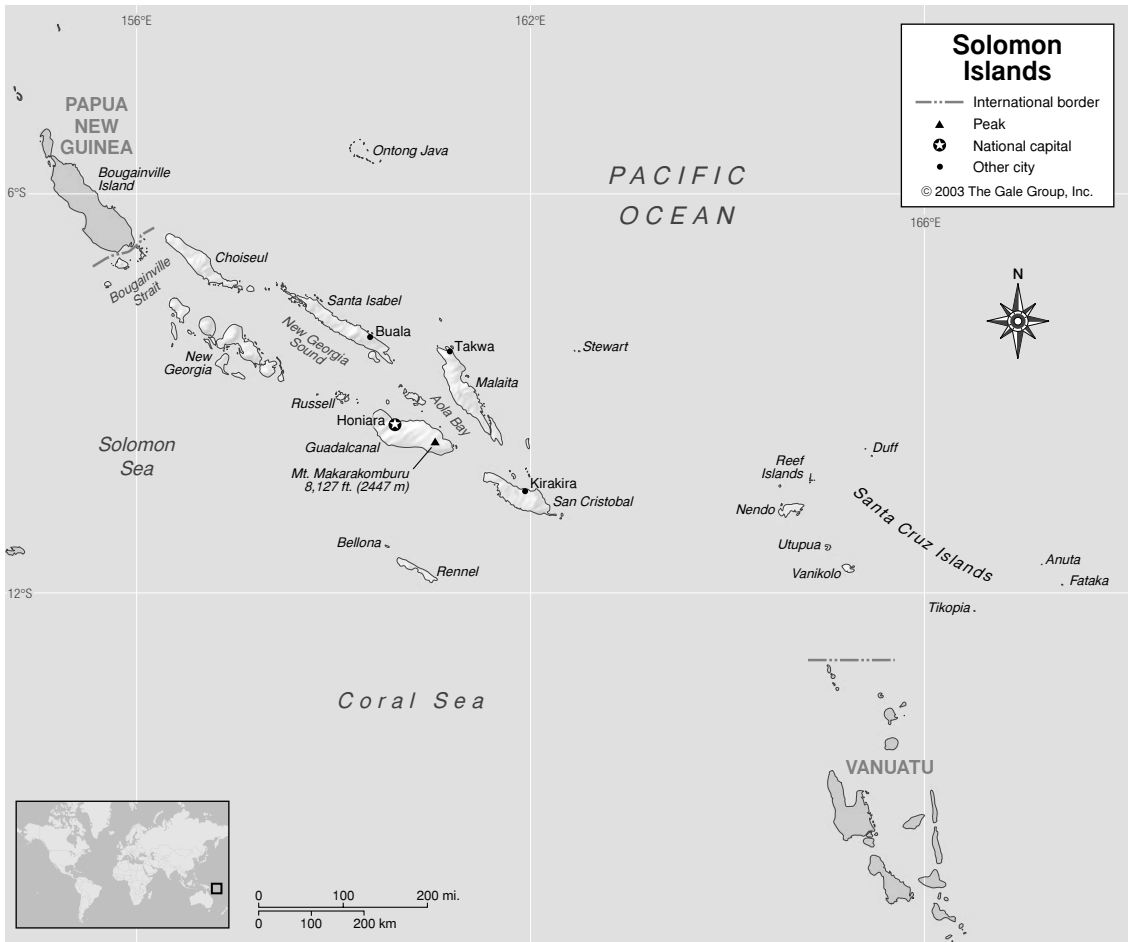 156°E
162°E
Solomon
Islands
International border
Peak
National capital
Other city
© 2003 The Gale Group, Inc.
PAPUA
NEW
GUINEA
Bougainville
Island
Ontong Java
PACIFIC
OCEAN
6°S
166°E
Choiseul
Bougainville
Strait
Santa Isabel
N
New Georgia
Sound
Buala
Takwa
Stewart
New
Georgia
Malaita
Russell
Aola Bay
Honiara
Solomon
Sea
Guadalcanal
Mt. Makarakomburu
8,127 ft. (2447 m)
Duff
Reef
Islands
Kirakira
San Cristobal
Nendo
Santa Cruz Islands
Bellona
Rennel
Utupua
Vanikolo
Anuta
Fataka
12°S
Tikopia
Coral Sea
VANUATU
0 100 200 mi.
0 100 200 km